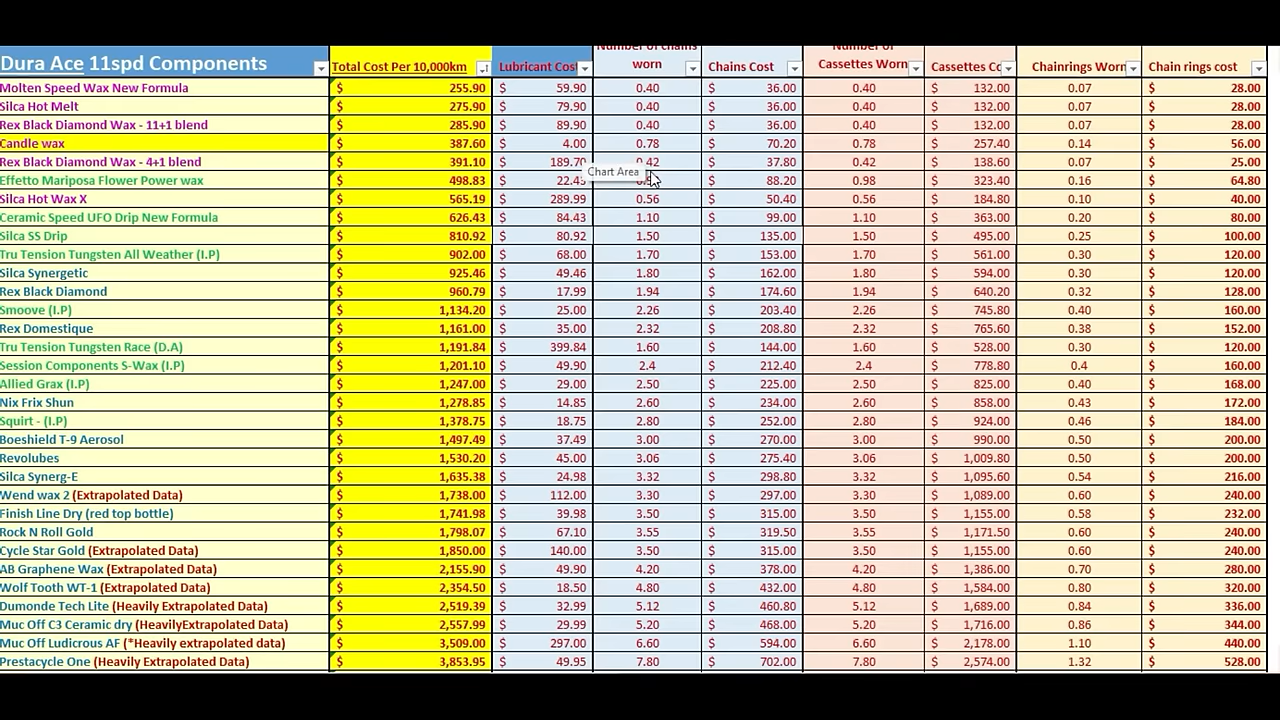 Dura Ace 11spd Components Total Cost Per 10,000km Lubricant Cost Number of chains worn Chains Cost Number of Cassettes Worn Cassettes Co Chainrings Worn Chain rings cost
Molten Speed Wax New Formula $ 255.90 $ 59.90 0.40 $ 36.00 0.40 $ 132.00 0.07 $ 28.00
Silca Hot Melt $ 275.90 $ 79.90 0.40 $ 36.00 0.40 $ 132.00 0.07 $ 28.00
Rex Black Diamond Wax - 11+1 blend $ 285.90 $ 89.90 0.40 $ 36.00 0.40 $ 132.00 0.07 $ 28.00
Candle wax $ 387.60 $ 4.00 0.78 $ 70.20 0.78 $ 257.40 0.14 $ 56.00
Rex Black Diamond Wax - 4+1 blend $ 391.10 $ 189.70 0.42 $ 37.80 0.42 $ 138.60 0.07 $ 25.00
Chart Area
Effetto Mariposa Flower Power wax $ 498.83 $ 22.43 $ 88.20 0.98 $ 323.40 0.16 $ 64.80
Silca Hot Wax X $ 565.19 $ 289.99 0.56 $ 50.40 0.56 $ 184.80 0.10 $ 40.00
Ceramic Speed UFO Drip New Formula $ 626.43 $ 84.43 1.10 $ 99.00 1.10 $ 363.00 0.20 $ 80.00
Silca SS Drip $ 810.92 $ 80.92 1.50 $ 135.00 1.50 $ 495.00 0.25 $ 100.00
Tru Tension Tungsten All Weather (I.P) $ 902.00 $ 68.00 1.70 $ 153.00 1.70 $ 561.00 0.30 $ 120.00
Silca Synergetic $ 925.46 $ 49.46 1.80 $ 162.00 1.80 $ 594.00 0.30 $ 120.00
Rex Black Diamond $ 960.79 $ 17.99 1.94 $ 174.60 1.94 $ 640.20 0.32 $ 128.00
Smoove (I.P) $ 1,134.20 $ 25.00 2.26 $ 203.40 2.26 $ 745.80 0.40 $ 160.00
Rex Domestique $ 1,161.00 $ 35.00 2.32 $ 208.80 2.32 $ 765.60 0.38 $ 152.00
Tru Tension Tungsten Race (D.A) $ 1,191.84 $ 399.84 1.60 $ 144.00 1.60 $ 528.00 0.30 $ 120.00
Session Components S-Wax (I.P) $ 1,201.10 $ 49.90 2.4 $ 212.40 2.4 $ 778.80 0.4 $ 160.00
Allied Grax (I.P) $ 1,247.00 $ 29.00 2.50 $ 225.00 2.50 $ 825.00 0.40 $ 168.00
Nix Frix Shun $ 1,278.85 $ 14.85 2.60 $ 234.00 2.60 $ 858.00 0.43 $ 172.00
Squirt - (I.P) $ 1,378.75 $ 18.75 2.80 $ 252.00 2.80 $ 924.00 0.46 $ 184.00
Boeshield T-9 Aerosol $ 1,497.49 $ 37.49 3.00 $ 270.00 3.00 $ 990.00 0.50 $ 200.00
Revolubes $ 1,530.20 $ 45.00 3.06 $ 275.40 3.06 $ 1,009.80 0.50 $ 200.00
Silca Synerg-E $ 1,635.38 $ 24.98 3.32 $ 298.80 3.32 $ 1,095.60 0.54 $ 216.00
Wend wax 2 (Extrapolated Data) $ 1,738.00 $ 112.00 3.30 $ 297.00 3.30 $ 1,089.00 0.60 $ 240.00
Finish Line Dry (red top bottle) $ 1,741.98 $ 39.98 3.50 $ 315.00 3.50 $ 1,155.00 0.58 $ 232.00
Rock N Roll Gold $ 1,798.07 $ 67.10 3.55 $ 319.50 3.55 $ 1,171.50 0.60 $ 240.00
Cycle Star Gold (Extrapolated Data) $ 1,850.00 $ 140.00 3.50 $ 315.00 3.50 $ 1,155.00 0.60 $ 240.00
AB Graphene Wax (Extrapolated Data) $ 2,155.90 $ 49.90 4.20 $ 378.00 4.20 $ 1,386.00 0.70 $ 280.00
Wolf Tooth WT-1 (Extrapolated Data) $ 2,354.50 $ 18.50 4.80 $ 432.00 4.80 $ 1,584.00 0.80 $ 320.00
Dumonde Tech Lite (Heavily Extrapolated Data) $ 2,519.39 $ 32.99 5.12 $ 460.80 5.12 $ 1,689.00 0.84 $ 336.00
Muc Off C3 Ceramic dry (HeavilyExtrapolated Data) $ 2,557.99 $ 29.99 5.20 $ 468.00 5.20 $ 1,716.00 0.86 $ 344.00
Muc Off Ludicrous AF (*Heavily extrapolated data) $ 3,509.00 $ 297.00 6.60 $ 594.00 6.60 $ 2,178.00 1.10 $ 440.00
Prestacycle One (Heavily Extrapolated Data) $ 3,853.95 $ 49.95 7.80 $ 702.00 7.80 $ 2,574.00 1.32 $ 528.00